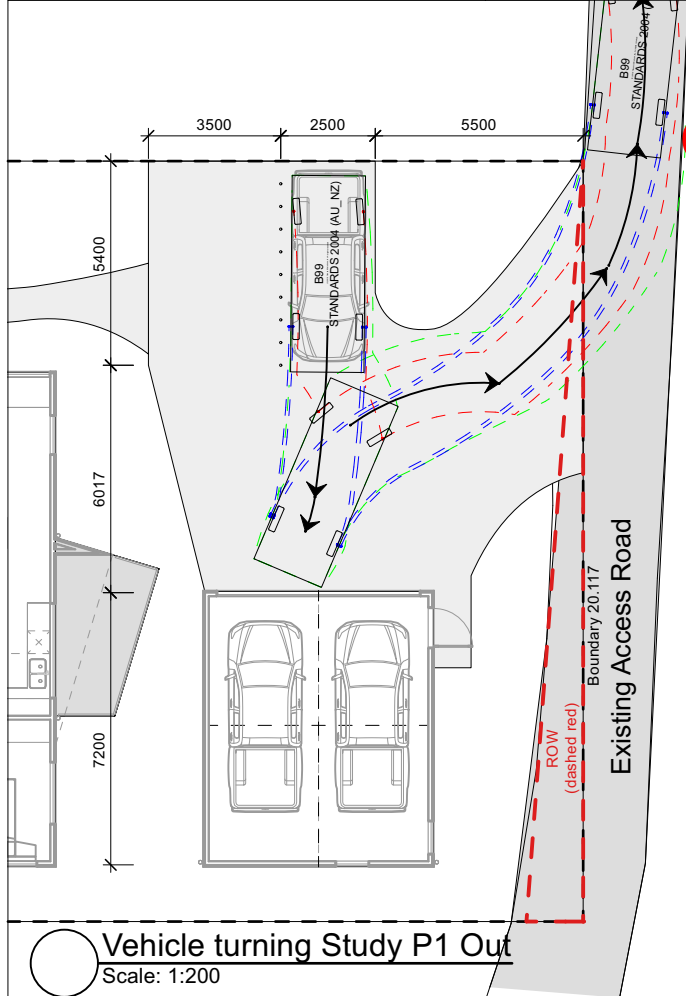 B99
STANDARDS 2004 (
3500
2500
5500
5400
B99
STANDARDS 2004 (AU_NZ)
6017
Boundary 20.117
Existing Access Road
ROW
(dashed red)
7200
Vehicle turning Study P1 Out
Scale: 1:200